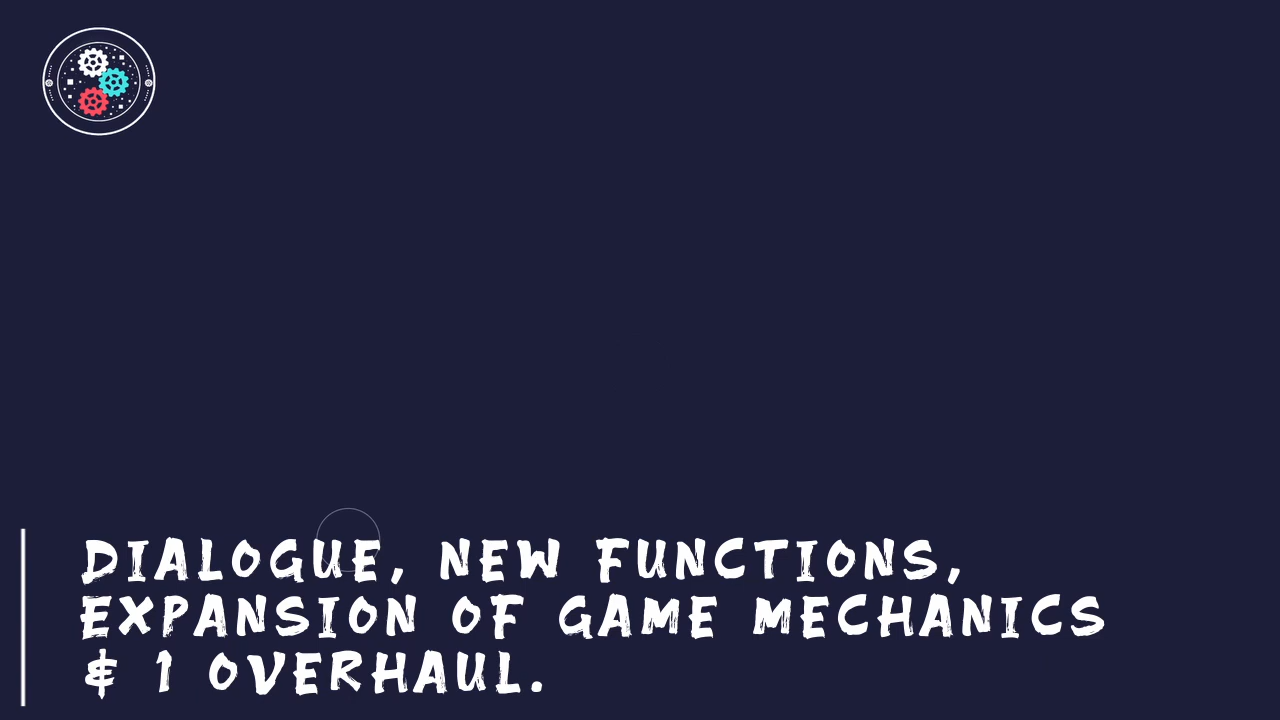 DIALOGUE, NEW FUNCTIONS,
EXPANSION OF GAME MECHANICS
& 1 OVERHAUL.